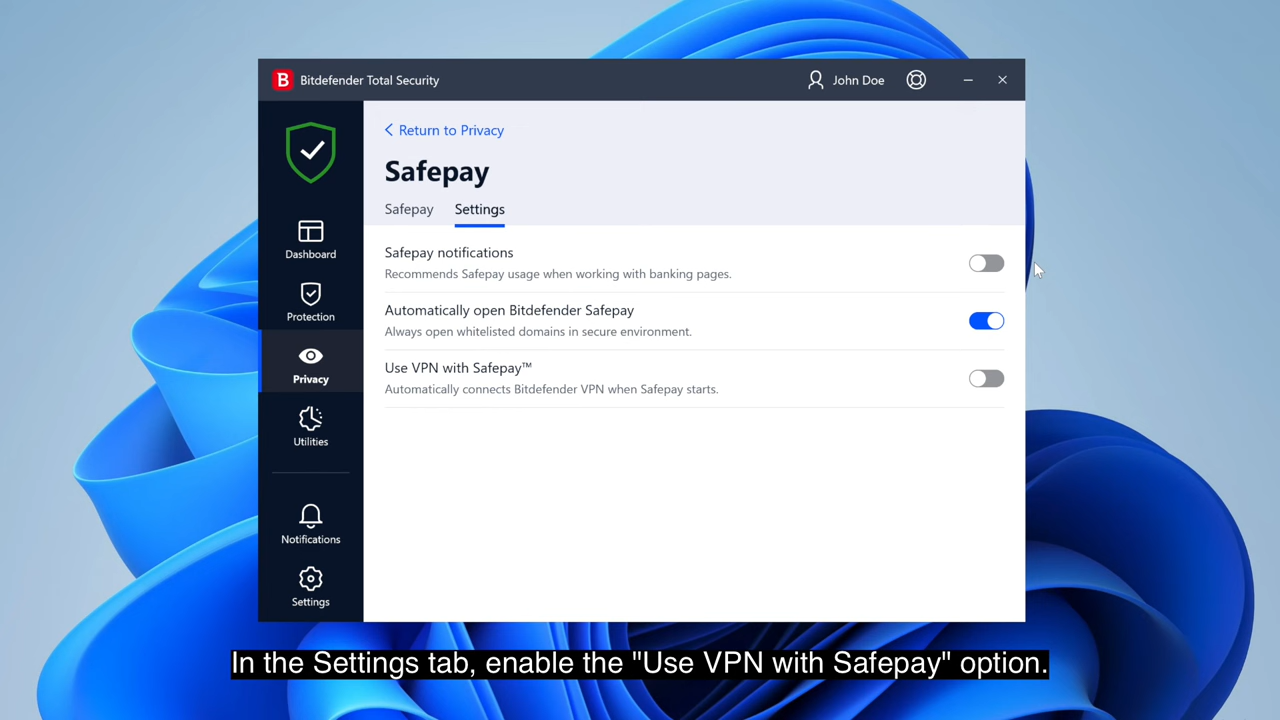 B Bitdefender Total Security
John Doe
Return to Privacy
Safepay
Safepay Settings
Dashboard
Protection
Privacy
Utilities
Notifications
Settings
Safepay notifications
Recommends Safepay usage when working with banking pages.
Automatically open Bitdefender Safepay
Always open whitelisted domains in secure environment.
Use VPN with Safepay™
Automatically connects Bitdefender VPN when Safepay starts.
In the Settings tab, enable the "Use VPN with Safepay" option.